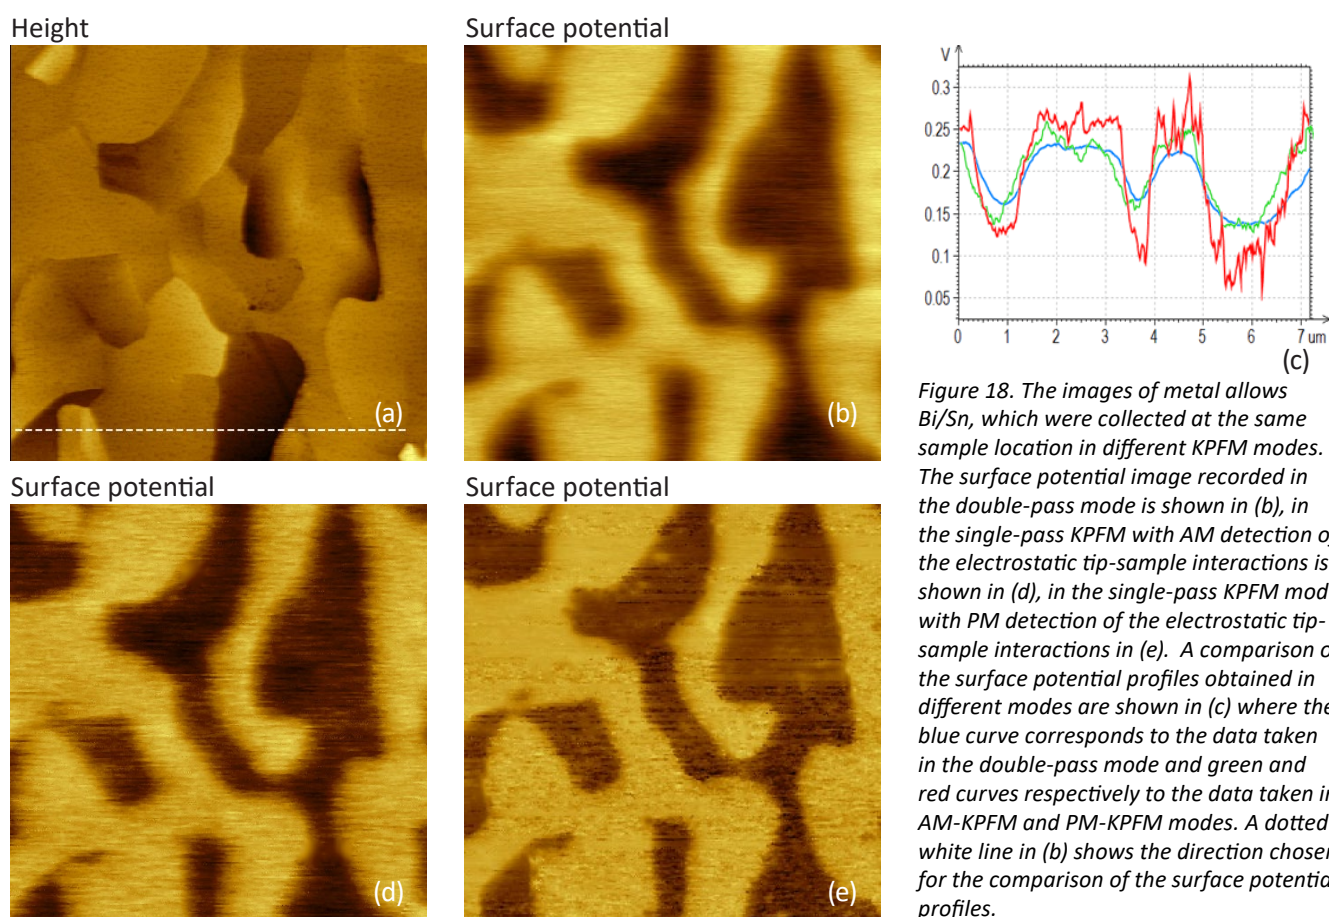 Height
Surface potential
(a)
(b)
V
0.3
0.25
0.2
0.15
0.1
0.05
0 1 2 3 4 5 6 7 um
(c)
Surface potential
Surface potential
(d)
(e)
Figure 18. The images of metal allows
Bi/Sn, which were collected at the same
sample location in different KPFM modes.
The surface potential image recorded in
the double-pass mode is shown in (b), in
the single-pass KPFM with AM detection
the electrostatic tip-sample interactions is
shown in (d), in the single-pass KPFM
with PM detection of the electrostatic tip-
sample interactions in (e). A comparison
the surface potential profiles obtained in
different modes are shown in (c) where the
blue curve corresponds to the data taken
in the double-pass mode and green and
red curves respectively to the data taken
AM-KPFM and PM-KPFM modes. A dotted
white line in (b) shows the direction
for the comparison of the surface
profiles.